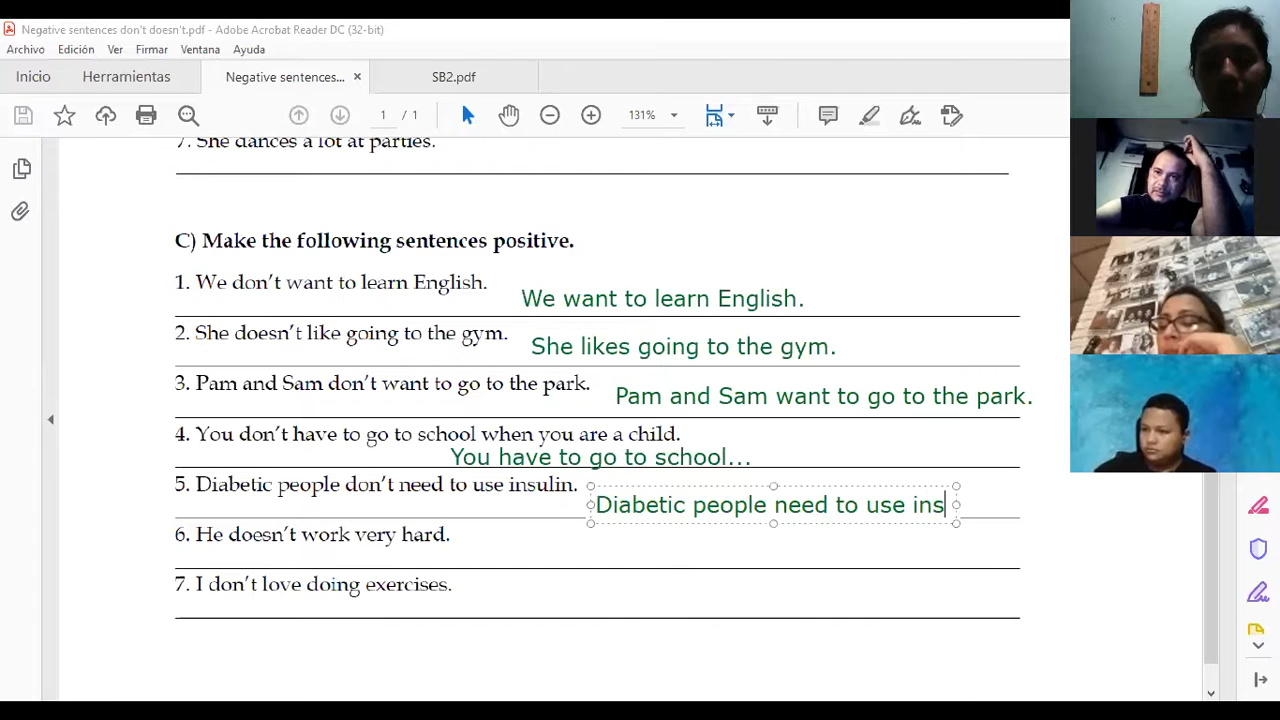 Negative sentences don't doesn't.pdf - Adobe Acrobat Reader DC (32-bit)
Archivo Edición Ver Firmar Ventana Ayuda
Inicio Herramientas Negative sentences... × SB2.pdf
1 / 1 131%
7. She dances a lot at parties.
C) Make the following sentences positive.
1. We don't want to learn English.
We want to learn English.
2. She doesn't like going to the gym.
She likes going to the gym.
3. Pam and Sam don't want to go to the park.
Pam and Sam want to go to the park.
4. You don't have to go to school when you are a child.
You have to go to school...
5. Diabetic people don't need to use insulin.
Diabetic people need to use ins
6. He doesn't work very hard.
7. I don't love doing exercises.